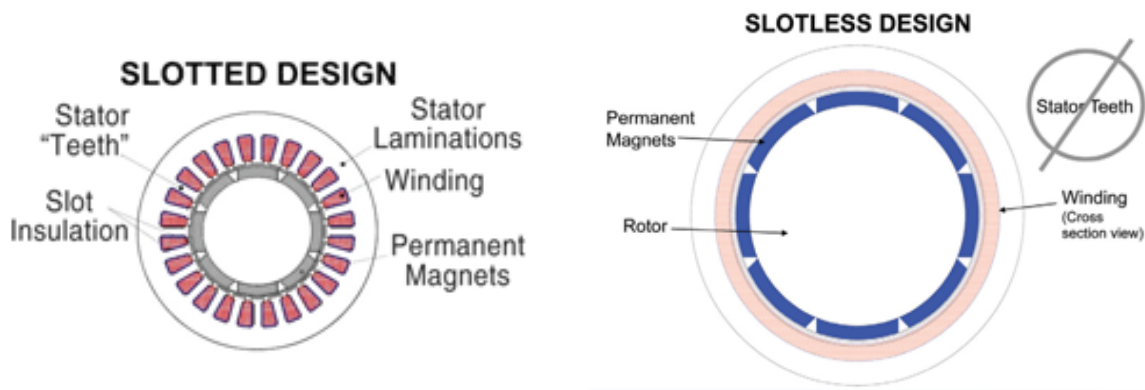 SLOTTED DESIGN
Stator
"Teeth"
Slot
Insulation
Stator
Laminations
Winding
Permanent
Magnets
SLOTLESS DESIGN
Permanent
Magnets
Rotor
Stator Teeth
Winding
(Cross
section view)